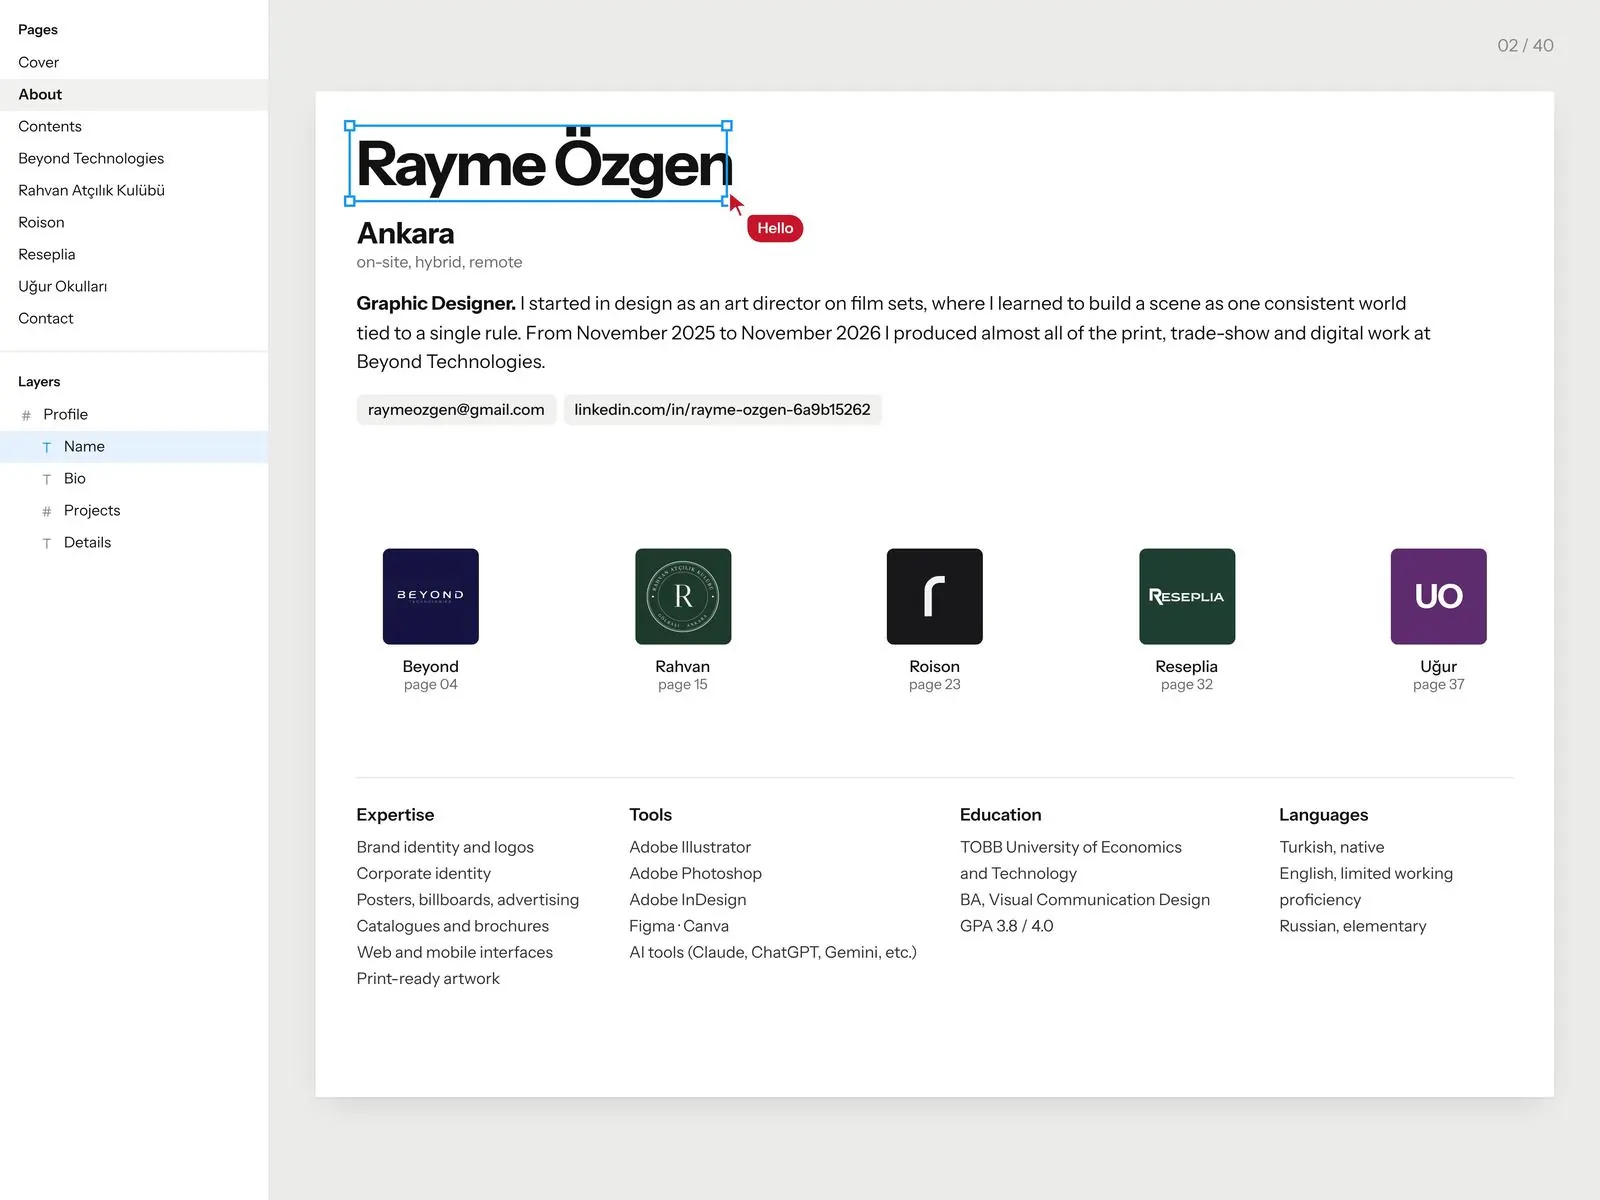 Pages
Cover
About
Contents
Beyond Technologies
Rahvan Atçılık Kulübü
Roison
Reseplia
Uğur Okulları
Contact
Layers
# Profile
T Name
T Bio
# Projects
T Details
02 / 40
Rayme Özgen
Hello
Ankara
on-site, hybrid, remote
Graphic Designer. I started in design as an art director on film sets, where I learned to build a scene as one consistent world
tied to a single rule. From November 2025 to November 2026 I produced almost all of the print, trade-show and digital work at
Beyond Technologies.
raymeozgen@gmail.com
linkedin.com/in/rayme-ozgen-6a9b15262
BEYOND
TECHNOLOGIES
Beyond
page 04
RAHVAN ATÇILIK KULÜBÜ
R
GÖLBAŞI · ANKARA
Rahvan
page 15
r
Roison
page 23
RESEPLIA
Reseplia
page 32
UO
Uğur
page 37
Expertise
Brand identity and logos
Corporate identity
Posters, billboards, advertising
Catalogues and brochures
Web and mobile interfaces
Print-ready artwork
Tools
Adobe Illustrator
Adobe Photoshop
Adobe InDesign
Figma · Canva
AI tools (Claude, ChatGPT, Gemini, etc.)
Education
TOBB University of Economics
and Technology
BA, Visual Communication Design
GPA 3.8 / 4.0
Languages
Turkish, native
English, limited working
proficiency
Russian, elementary